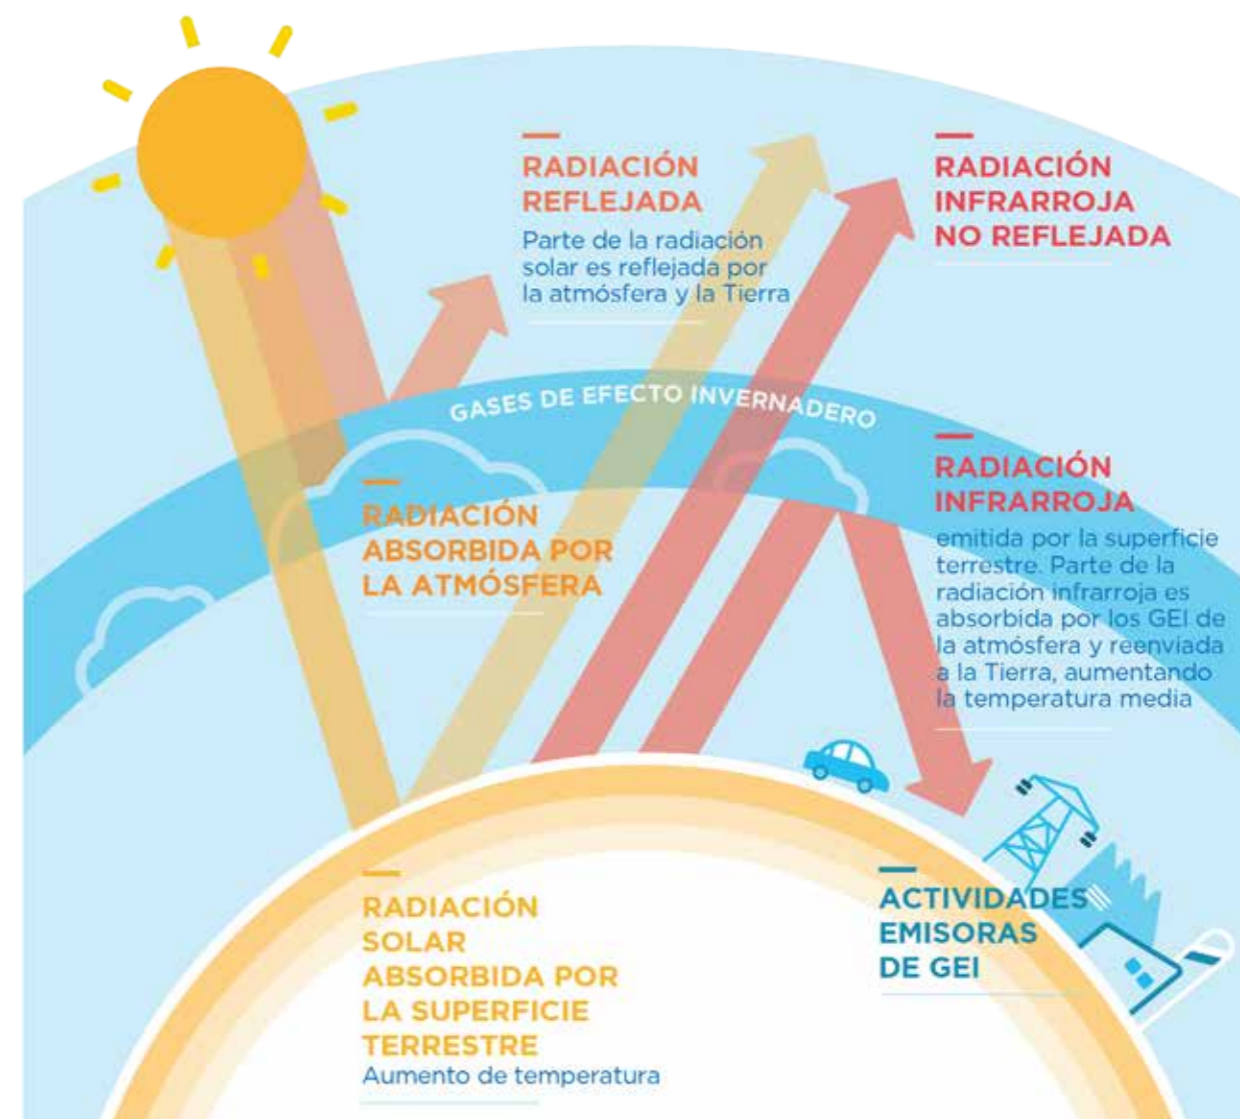 RADIACIÓN
REFLEJADA
Parte de la radiación
solar es reflejada por
la atmósfera y la Tierra
RADIACIÓN
INFRARROJA
NO REFLEJADA
GASES DE EFECTO INVERNADERO
RADIACIÓN
ABSORBIDA POR
LA ATMÓSFERA
RADIACIÓN
INFRARROJA
emitida por la superficie
terrestre. Parte de la
radiación infrarroja es
absorbida por los GEI de
la atmósfera y reenviada
a la Tierra, aumentando
la temperatura media
RADIACIÓN
SOLAR
ABSORBIDA POR
LA SUPERFICIE
TERRESTRE
Aumento de temperatura
ACTIVIDADES
EMISORAS
DE GEI